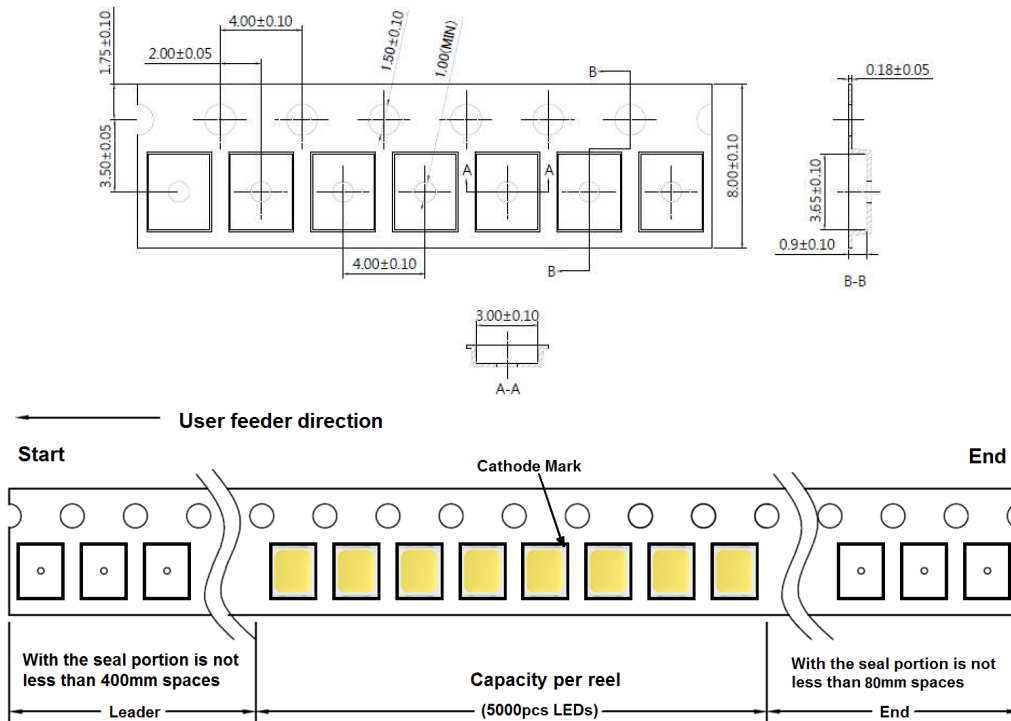 4.00±0.10
2.00±0.05
1.75±0.10
3.50±0.05
1.50±0.10
1.00(MIN)
B
A
A
B
4.00±0.10
8.00±0.10
0.18±0.05
3.65±0.10
0.9±0.10
B-B
3.00±0.10
A-A
User feeder direction
Start
Cathode Mark
End
With the seal portion is not
less than 400mm spaces
Leader
Capacity per reel
(5000pcs LEDs)
With the seal portion is not
less than 80mm spaces
End